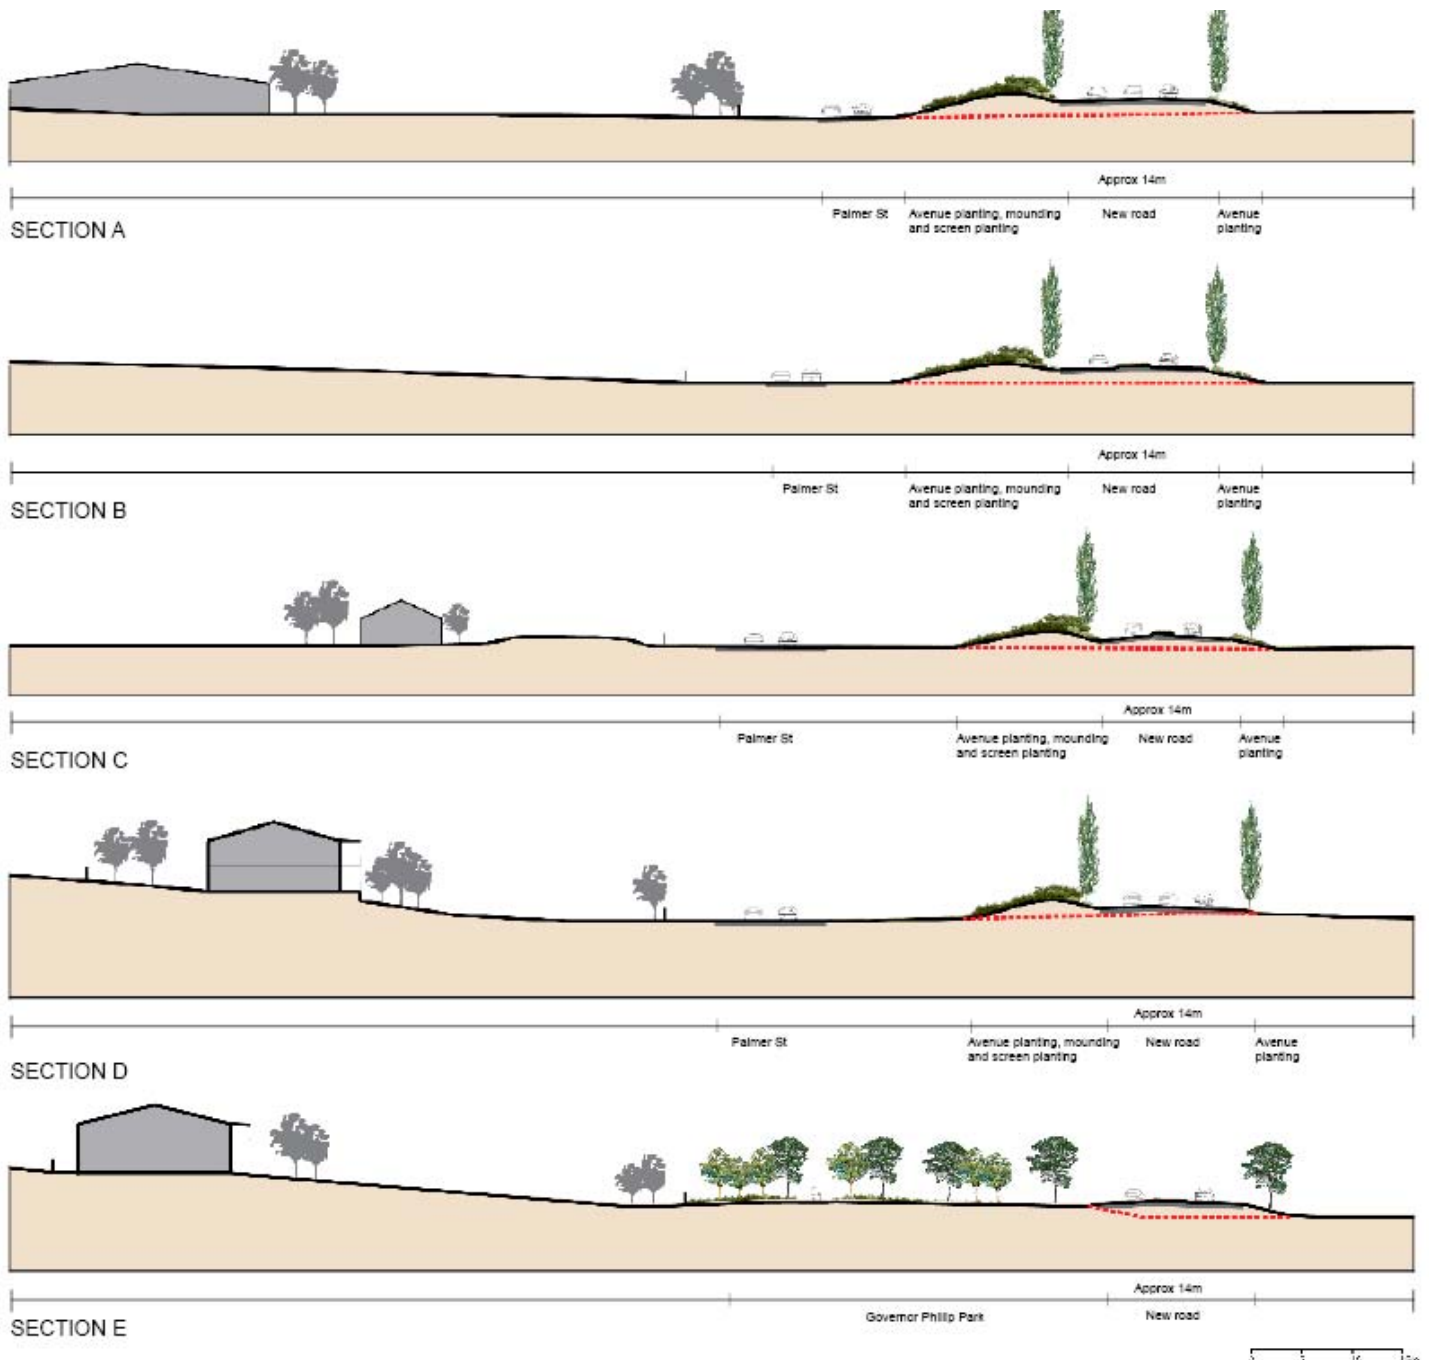 Approx 14m
Palmer St
Avenue planting, mounding
and screen planting
New road
Avenue
planting
SECTION A
Approx 14m
Palmer St
Avenue planting, mounding
and screen planting
New road
Avenue
planting
SECTION B
Approx 14m
Palmer St
Avenue planting, mounding
and screen planting
New road
Avenue
planting
SECTION C
Approx 14m
Palmer St
Avenue planting, mounding
and screen planting
New road
Avenue
planting
SECTION D
Approx 14m
Governor Phillip Park
New road
SECTION E